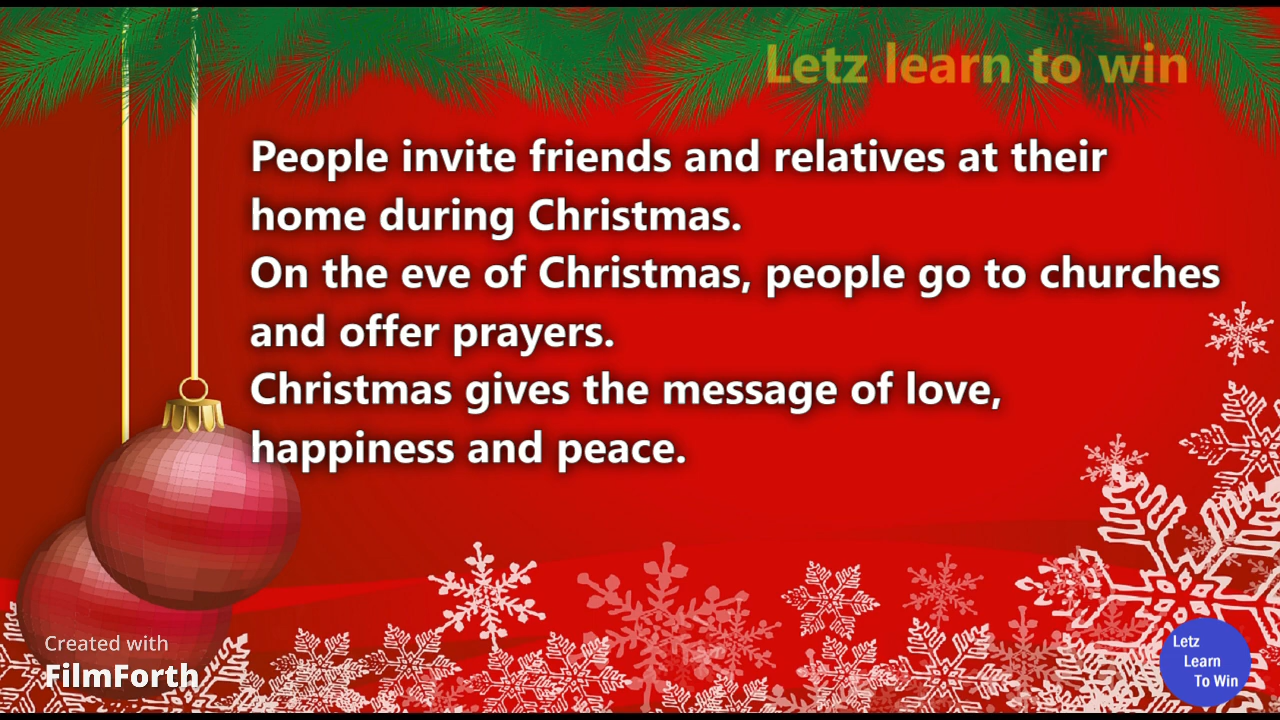 Letz learn to win
People invite friends and relatives at their
home during Christmas.
On the eve of Christmas, people go to churches
and offer prayers.
Christmas gives the message of love,
happiness and peace.
Created with
FilmForth
Letz
Learn
To Win